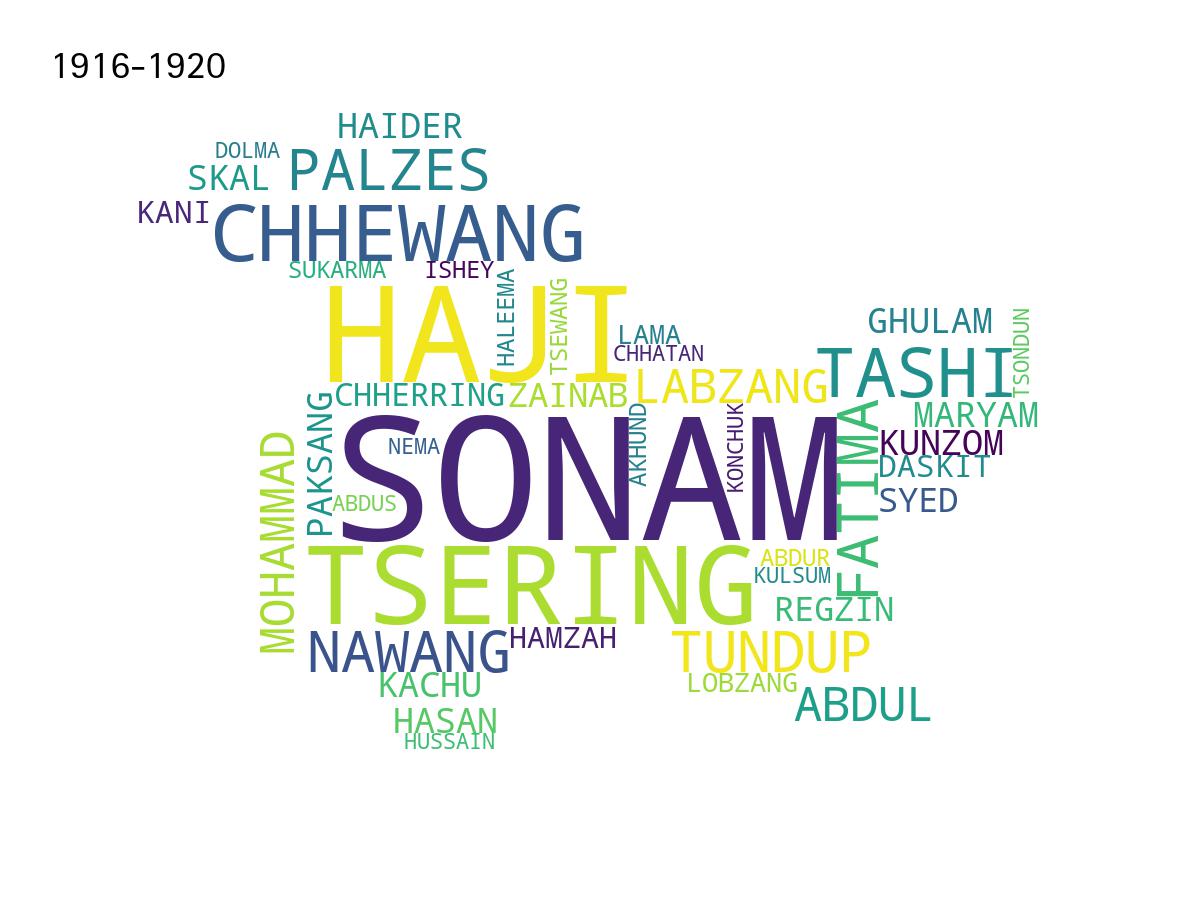 1916-1920
HAIDER
DOLMA
PALZES
SKAL
KANI
CHHEWANG
SUKARMA
ISHEY
HALEEMA
TSEWANG
HAJI
LAMA
CHHATAN
GHULAM
TSONDUN
TASHI
CHHERRING
ZAINAB
LABZANG
MARYAM
PAKSANG
SONAM
NEMA
AKHUND
KONCHUK
FATIMA
KUNZOM
DASKIT
MOHAMMAD
ABDUS
SYED
TSERING
ABDUR
KULSUM
REGZIN
NAWANG
HAMZAH
TUNDUP
KACHU
LOBZANG
ABDUL
HASAN
HUSSAIN